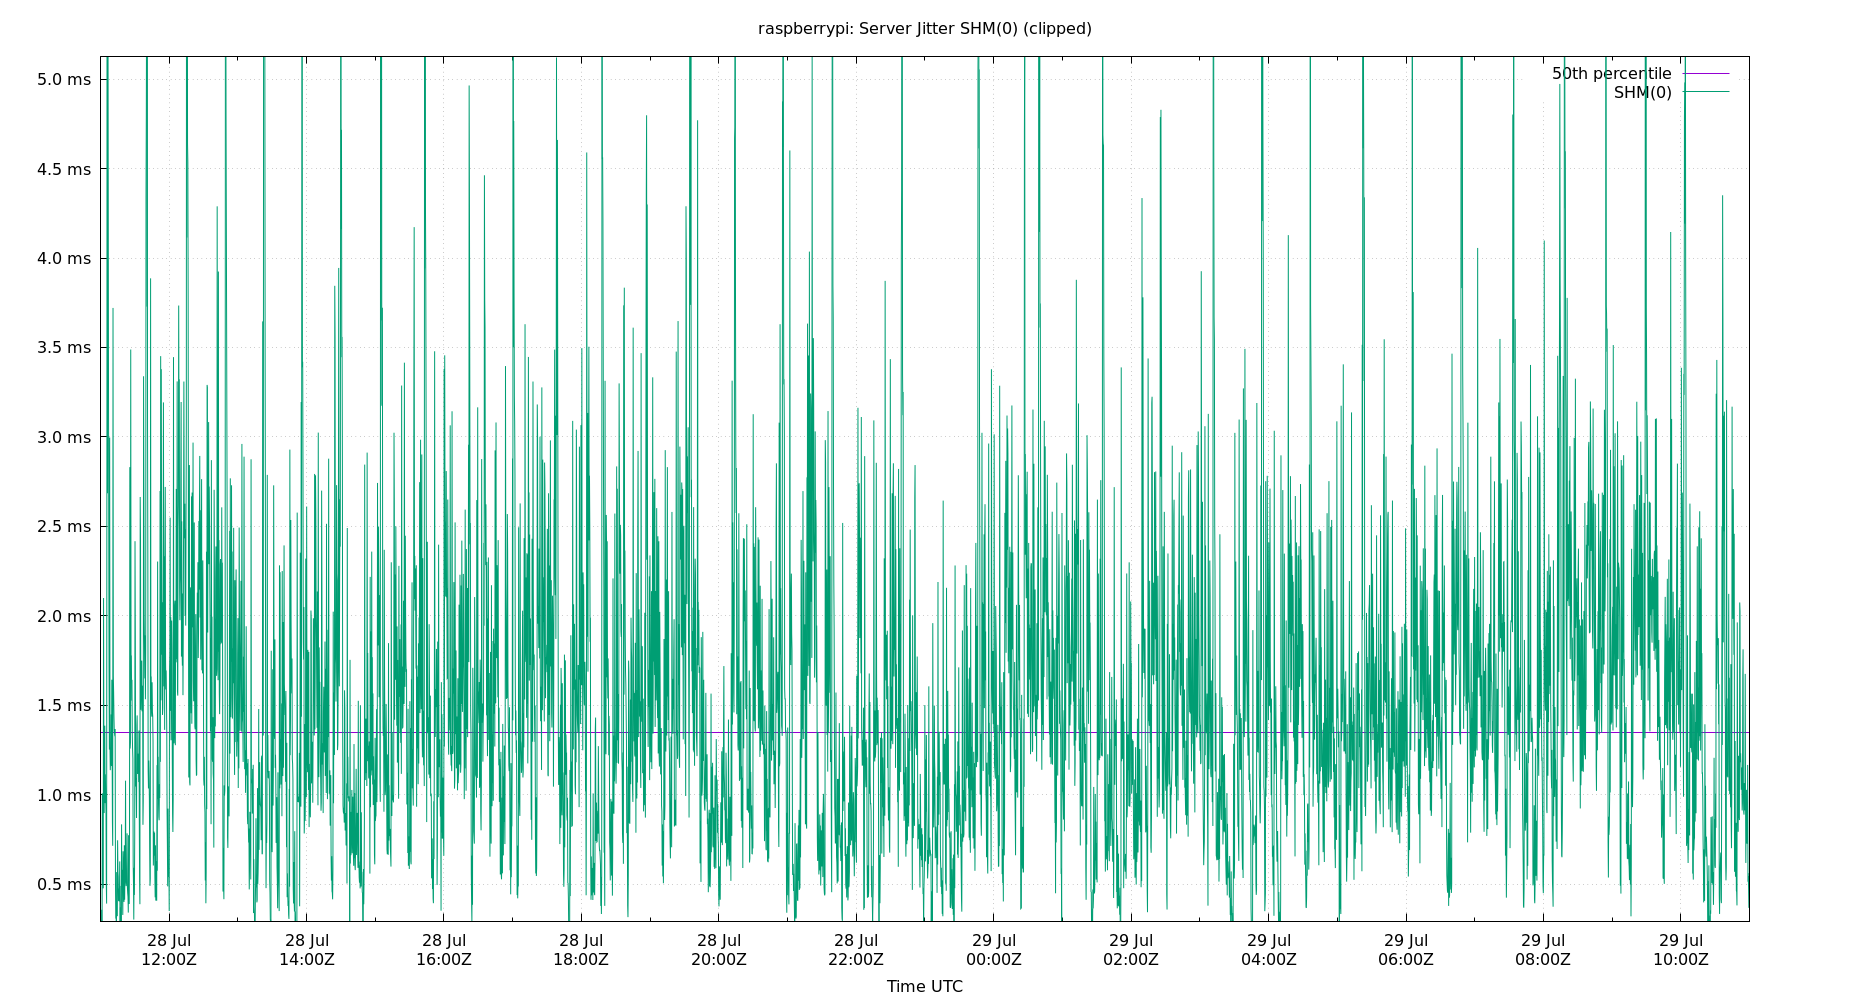 raspberrypi: Server Jitter SHM(0) (clipped)
50th percentile
SHM(0)
5.0 ms
4.5 ms
4.0 ms
3.5 ms
3.0 ms
2.5 ms
2.0 ms
1.5 ms
1.0 ms
0.5 ms
28 Jul 28 Jul 28 Jul 28 Jul 28 Jul 28 Jul 29 Jul 29 Jul 29 Jul 29 Jul 29 Jul 29 Jul
12:00Z 14:00Z 16:00Z 18:00Z 20:00Z 22:00Z 00:00Z 02:00Z 04:00Z 06:00Z 08:00Z 10:00Z
Time UTC